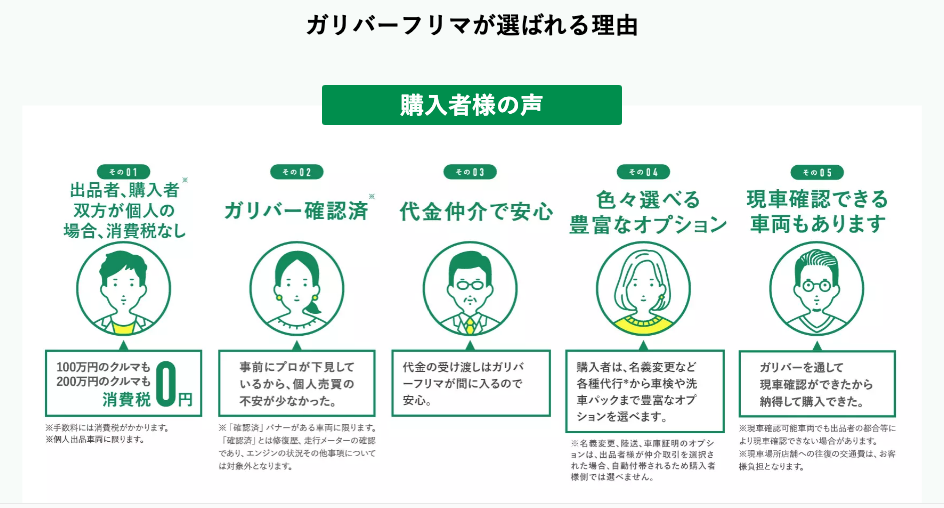 ガリバーフリマが選ばれる理由
購入者様の声
その01
出品者、購入者※
双方が個人の
場合、消費税なし
100万円のクルマも
200万円のクルマも
消費税0円
※手数料には消費税がかかります。
※個人出品車両に限ります。
その02
ガリバー確認済※
事前にプロが下見して
いるから、個人売買の
不安が少なかった。
※「確認済」バナーがある車両に限ります。
「確認済」とは修復歴、走行メーターの確認
であり、エンジンの状況その他事項について
は対象外となります。
その03
代金仲介で安心
代金の受け渡しはガリバ
ーフリマが間に入るので
安心。
その04
色々選べる
豊富なオプション
購入者は、名義変更など
各種代行*から車検や洗
車パックまで豊富なオプ
ションを選べます。
※名義変更、陸送、車庫証明のオプシ
ョンは、出品者様が仲介取引を選択さ
れた場合、自動付帯されるため購入者
様側では選べません。
その05
現車確認できる
車両もあります
ガリバーを通して
現車確認ができたから
納得して購入できた。
※現車確認可能車両でも出品者の都合等に
より現車確認できない場合があります。
※現車場所店舗への往復の交通費は、お客
様負担となります。